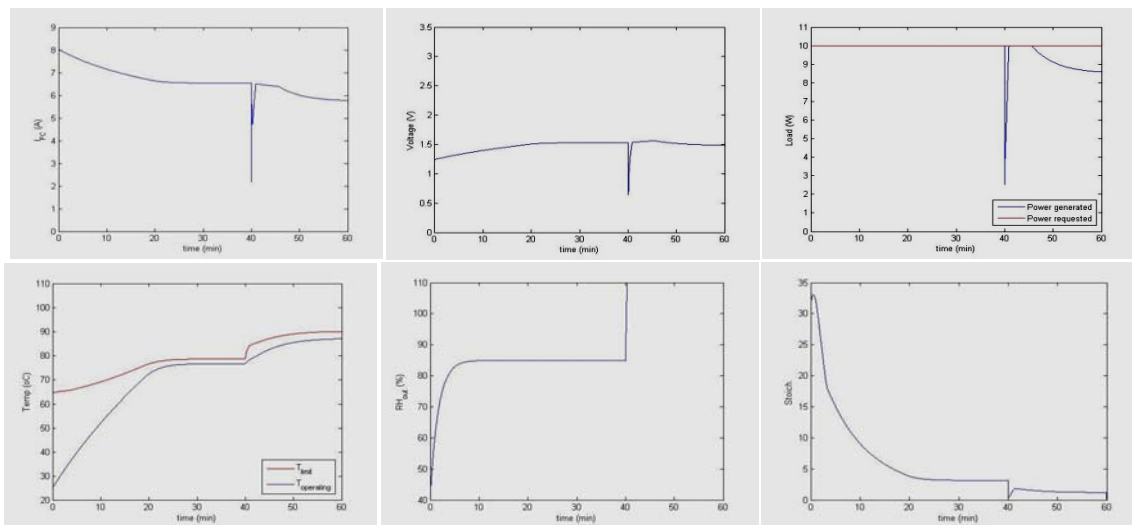 9
8
7
6
5
4
3
2
1
0
I_FC (A)
0 10 20 30 40 50 60
time (min)
3.5
3
2.5
2
1.5
1
0.5
0
Voltage (V)
0 10 20 30 40 50 60
time (min)
11
10
9
8
7
6
5
4
3
2
1
0
Load (W)
Power generated
Power requested
0 10 20 30 40 50 60
time (min)
110
100
90
80
70
60
50
40
30
20
Temp (oC)
T_limit
T_operating
0 10 20 30 40 50 60
time (min)
110
100
90
80
70
60
50
40
RH_out (%)
0 10 20 30 40 50 60
time (min)
35
30
25
20
15
10
5
0
Stoich.
0 10 20 30 40 50 60
time (min)